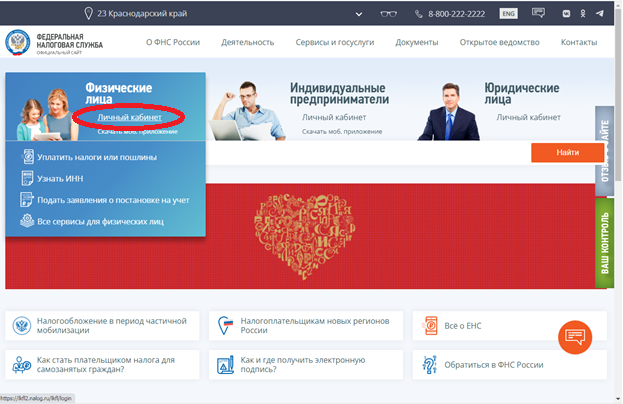 23 Краснодарский край
8-800-222-2222
ENG
ФЕДЕРАЛЬНАЯ
НАЛОГОВАЯ СЛУЖБА
ОФИЦИАЛЬНЫЙ САЙТ
О ФНС России
Деятельность
Сервисы и госуслуги
Документы
Открытое ведомство
Контакты
Физические
лица
Личный кабинет
Скачать моб. приложение
Индивидуальные
предприниматели
Личный кабинет
Скачать моб. приложение
Юридические
лица
Личный кабинет
Уплатить налоги или пошлины
Узнать ИНН
Подать заявления о постановке на учет
Все сервисы для физических лиц
Найти
ВАШ КОНТРОЛЬ
Налогообложение в период частичной
мобилизации
Налогоплательщикам новых регионов
России
Всё о ЕНС
Как стать плательщиком налога для
самозанятых граждан?
Как и где получить электронную
подпись?
Обратиться в ФНС России
https://lkfl2.nalog.ru/lkfl/login